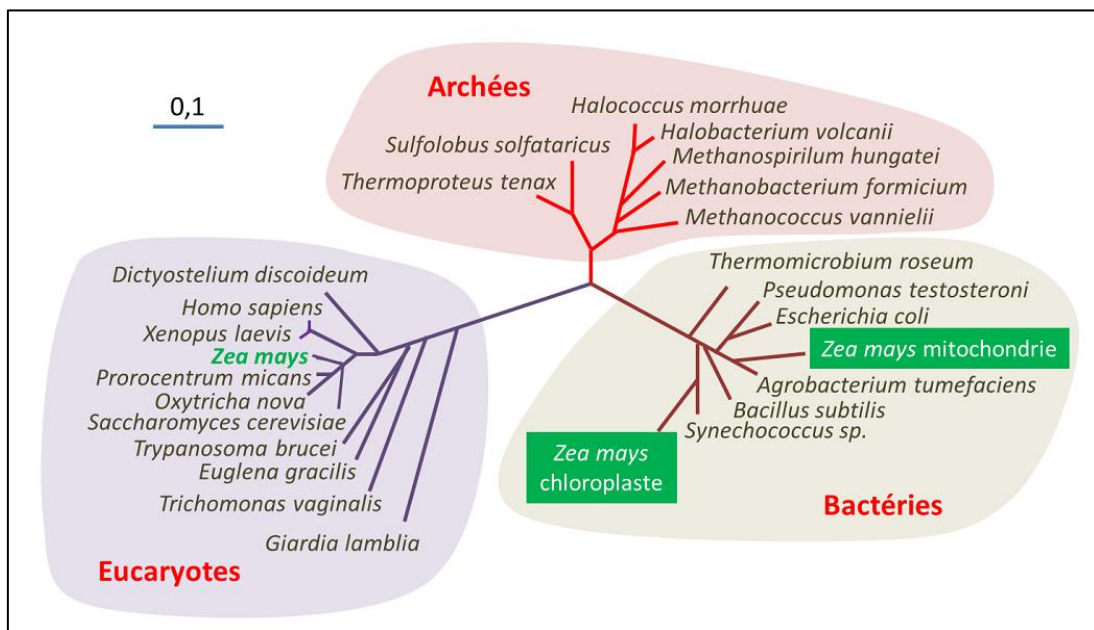 Archées
0,1
Halococcus morrhuae
Halobacterium volcanii
Sulfolobus solfataricus
Methanospirilum hungatei
Thermoproteus tenax
Methanobacterium formicium
Methanococcus vannielii
Dictyostelium discoideum
Homo sapiens
Xenopus laevis
Zea mays
Prorocentrum micans
Oxytricha nova
Saccharomyces cerevisiae
Trypanosoma brucei
Euglena gracilis
Trichomonas vaginalis
Giardia lamblia
Eucaryotes
Thermomicrobium roseum
Pseudomonas testosteroni
Escherichia coli
Zea mays mitochondrie
Agrobacterium tumefaciens
Bacillus subtilis
Synechococcus sp.
Zea mays
chloroplaste
Bactéries